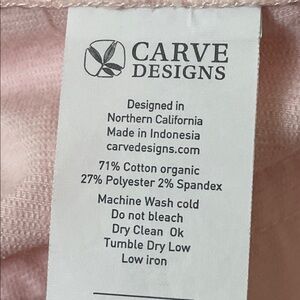 CARVE
DESIGNS
Designed in
Northern California
Made in Indonesia
carvedesigns.com
71% Cotton organic
27% Polyester 2% Spandex
Machine Wash cold
Do not bleach
Dry Clean Ok
Tumble Dry Low
Low iron